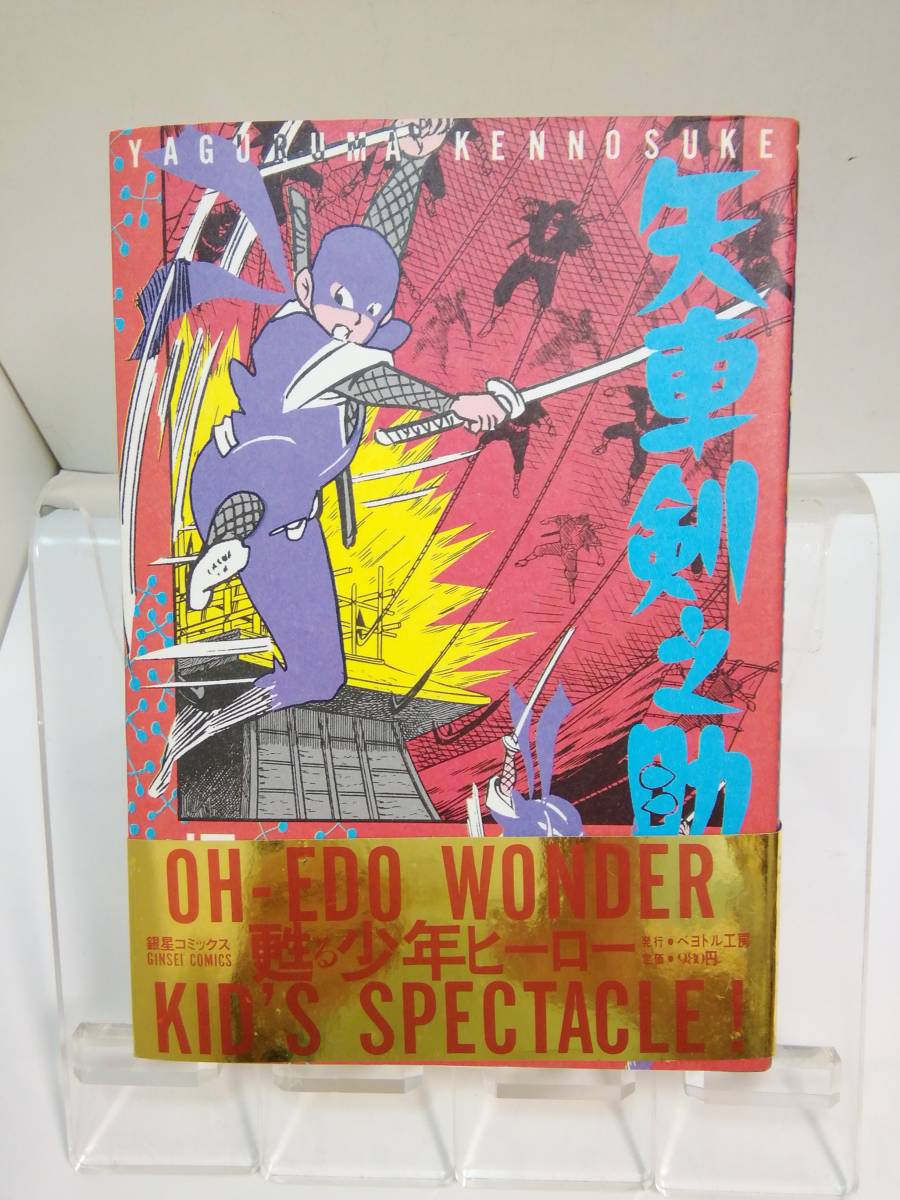 YAGURUMA KENNOSUKE
矢車剣之助
OH-EDO WONDER
銀星コミックス
GINSEI COMICS
甦る少年ヒーロー
発行●ペヨトル工房
定価●980円
KID'S SPECTACLE!